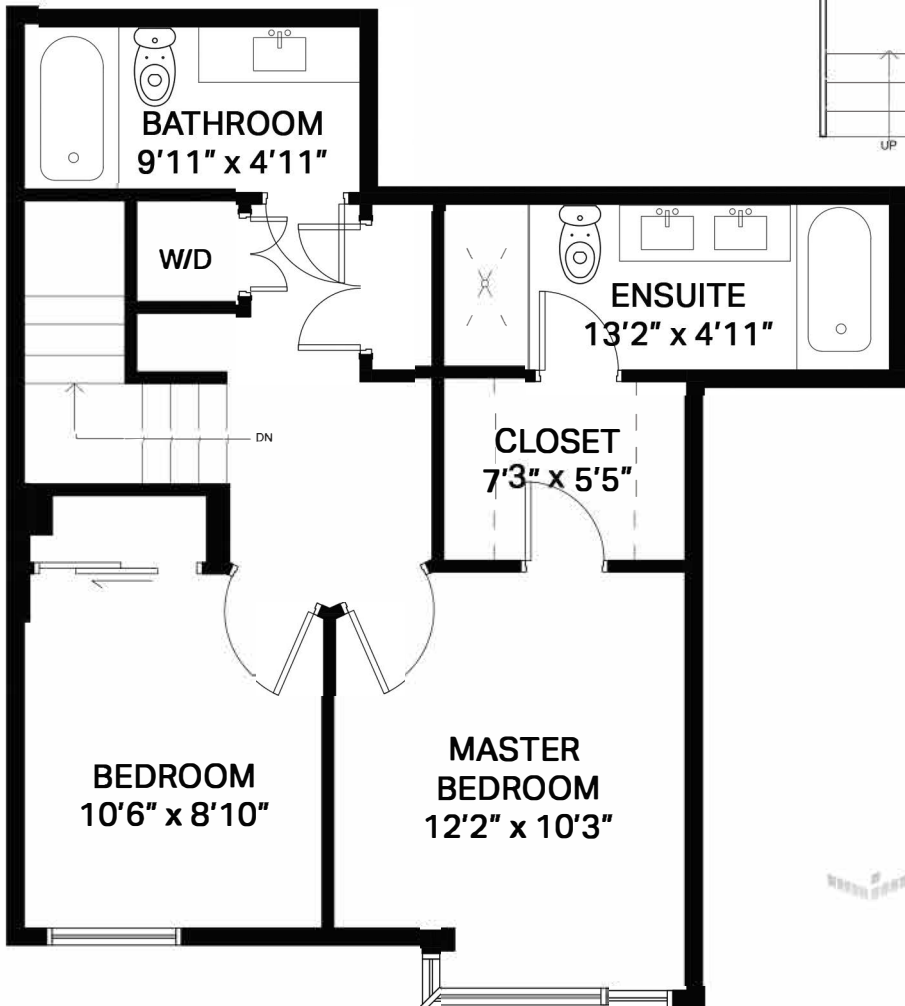 BATHROOM
9'11" x 4'11"
UP
W/D
ENSUITE
13'2" x 4'11"
DN
CLOSET
7'3" x 5'5"
BEDROOM
10'6" x 8'10"
MASTER
BEDROOM
12'2" x 10'3"